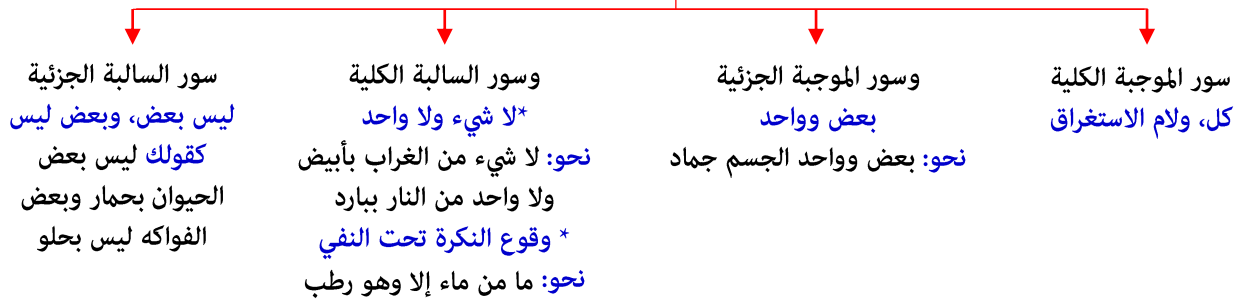 سور الموجبة الكلية
كل، ولام الاستغراق
وسور الموجبة الجزئية
بعض وواحد
نحو: بعض وواحد الجسم جماد
وسور السالبة الكلية
*لا شيء ولا واحد
نحو: لا شيء من الغراب بأبيض
ولا واحد من النار ببارد
* وقوع النكرة تحت النفي
نحو: ما من ماء إلا وهو رطب
سور السالبة الجزئية
ليس بعض، وبعض ليس
كقولك ليس بعض
الحيوان بحمار وبعض
الفواكه ليس بحلو